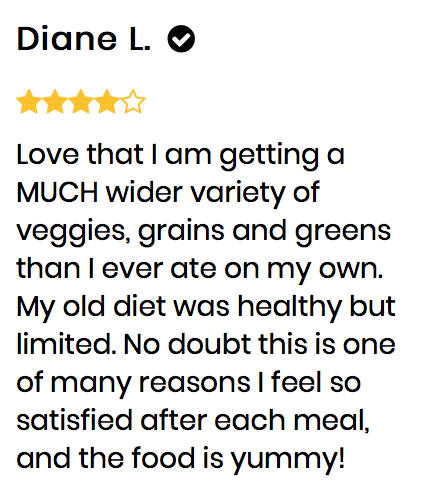 Diane L.
Love that I am getting a
MUCH wider variety of
veggies, grains and greens
than I ever ate on my own.
My old diet was healthy but
limited. No doubt this is one
of many reasons I feel so
satisfied after each meal,
and the food is yummy!